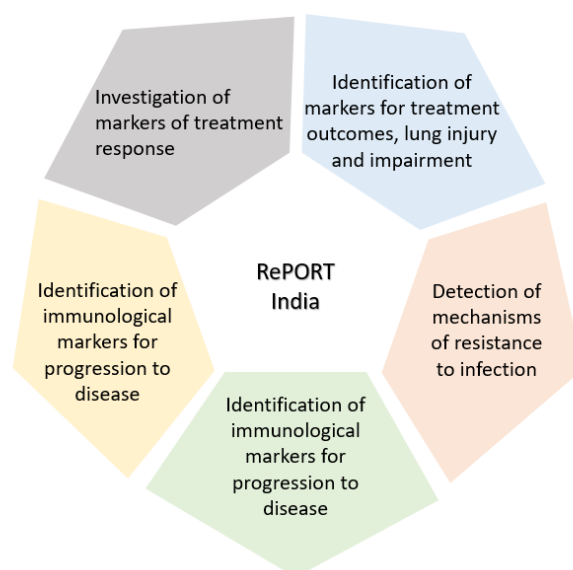 Investigation of
markers of treatment
response
Identification of
markers for treatment
outcomes, lung injury
and impairment
RePORT
India
Identification of
immunological
markers for
progression to
disease
Detection of
mechanisms
of resistance
to infection
Identification of
immunological
markers for
progression to
disease